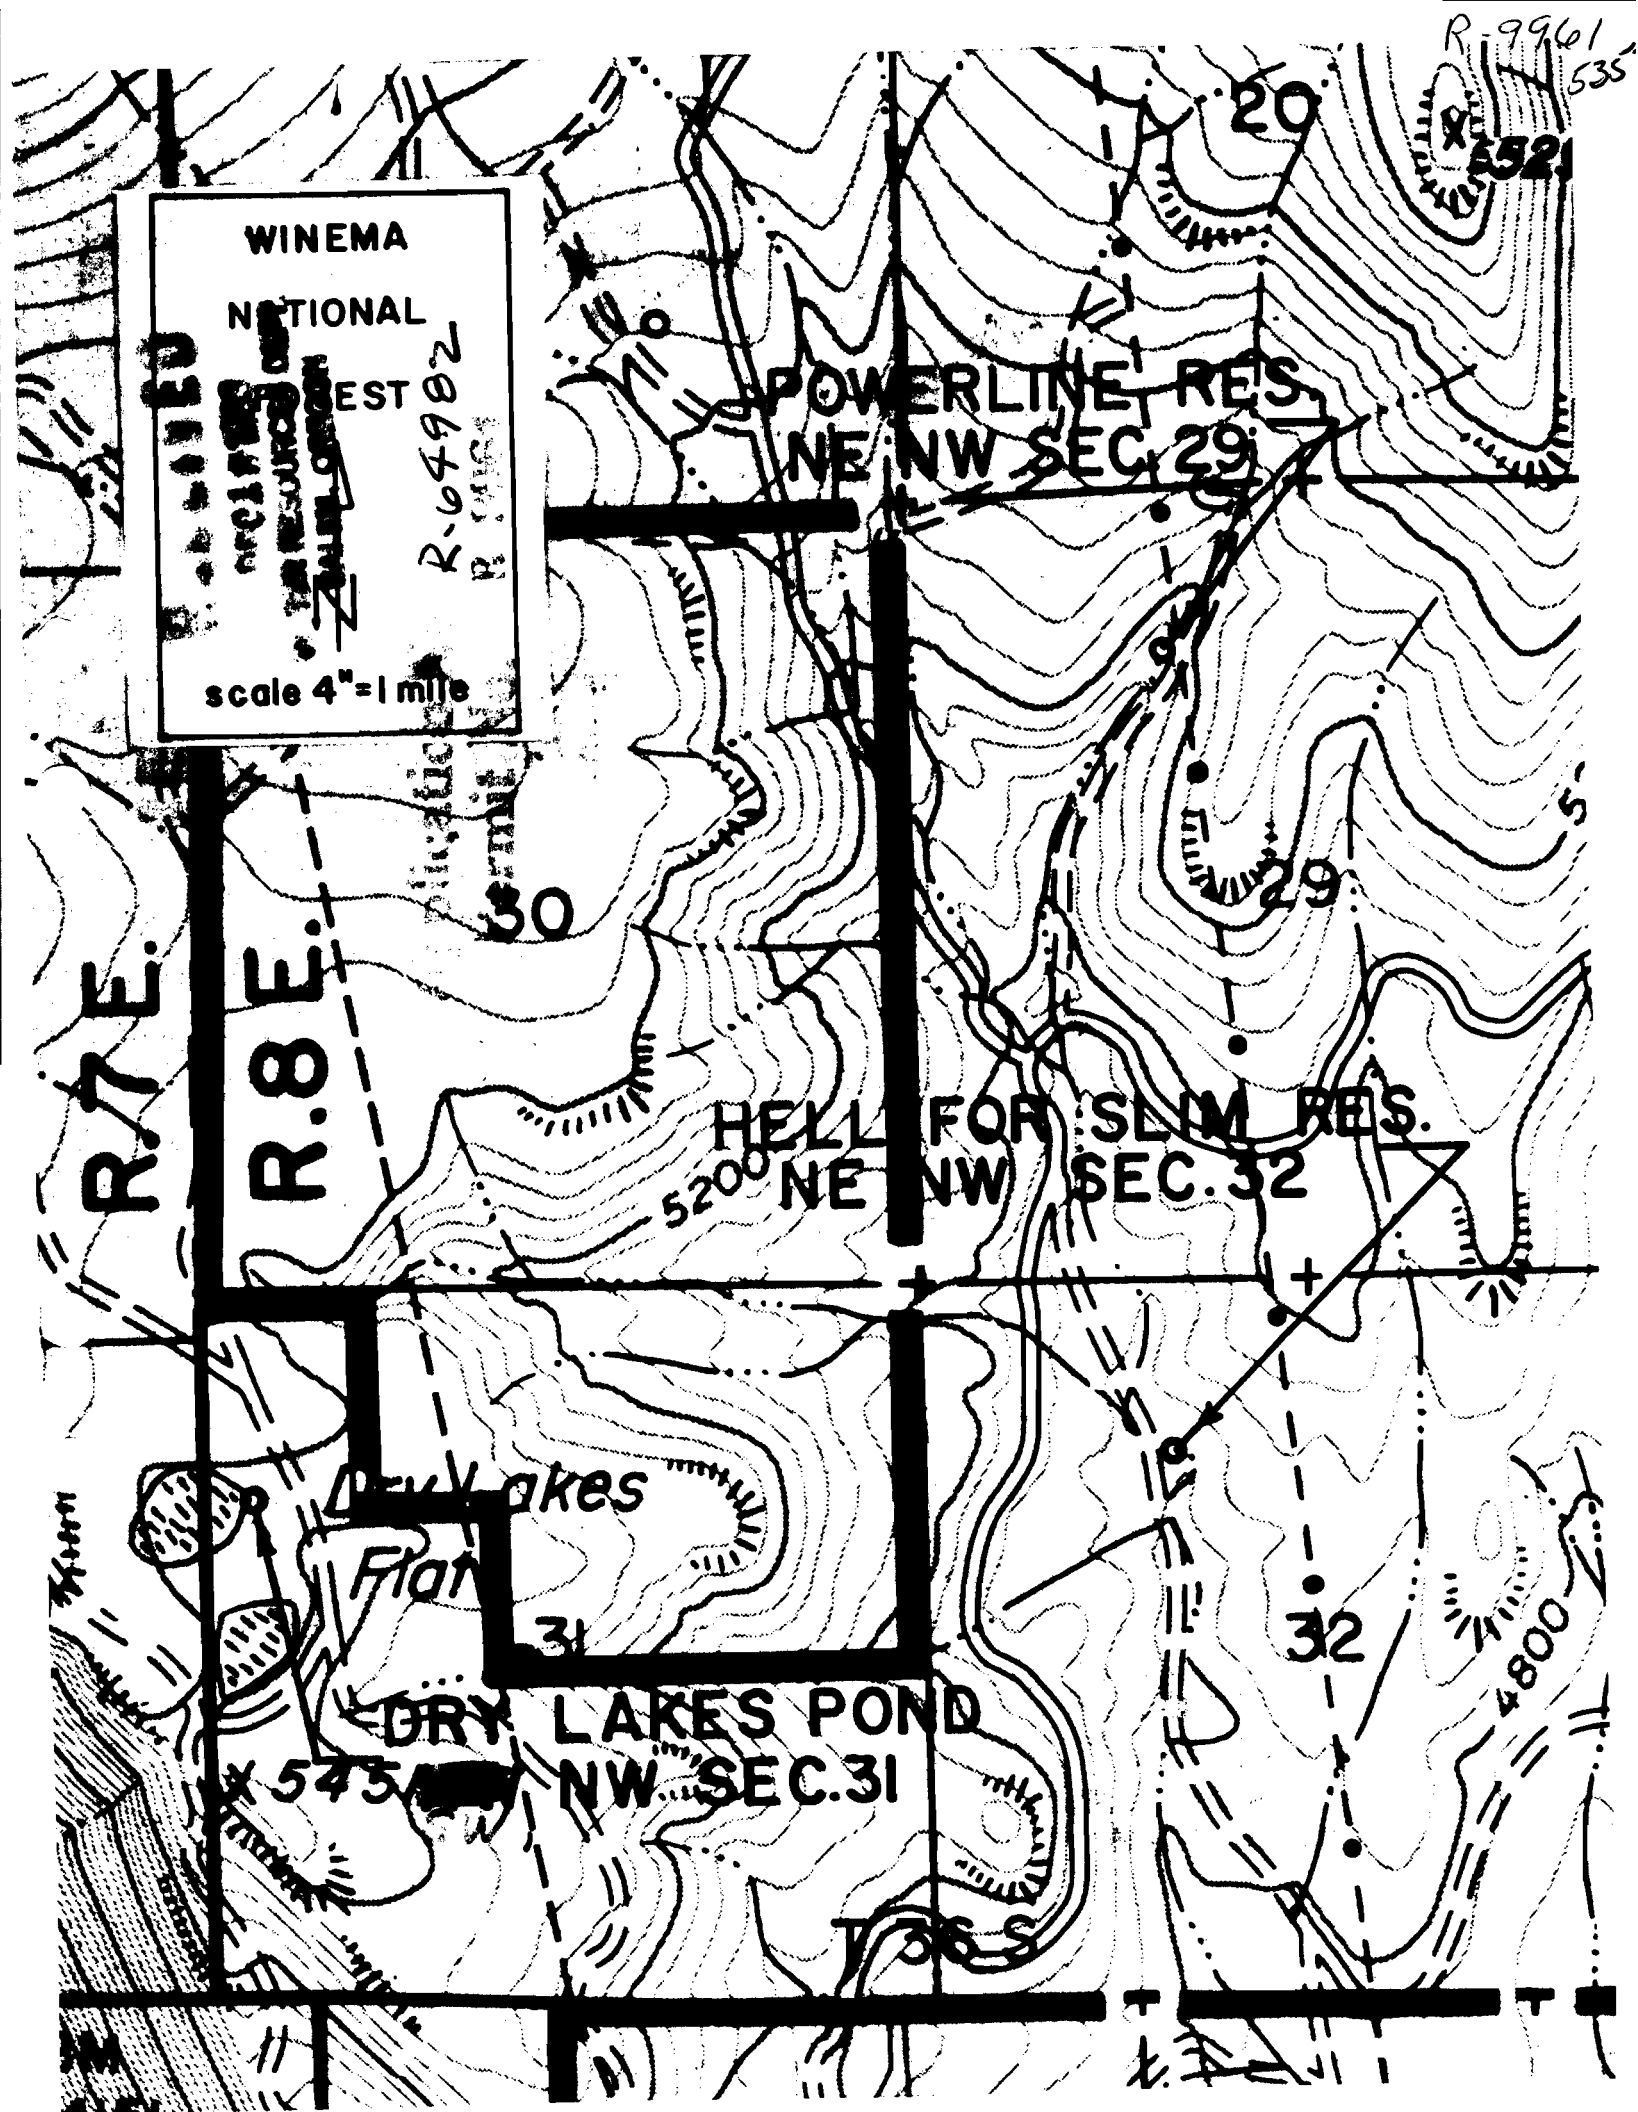 R-9961
535
20
WINEMA
NATIONAL
EST
R-64982
scale 4"=1 mile
POWERLINE RES.
NE NW SEC. 29
29
30
R.7E.
R.8E.
HELL FOR SLIM RES.
NE NW SEC. 32
5200
Dry Lakes
Flat
31
32
4800
DRY LAKES POND
X 545
NW SEC. 31
T 36 S